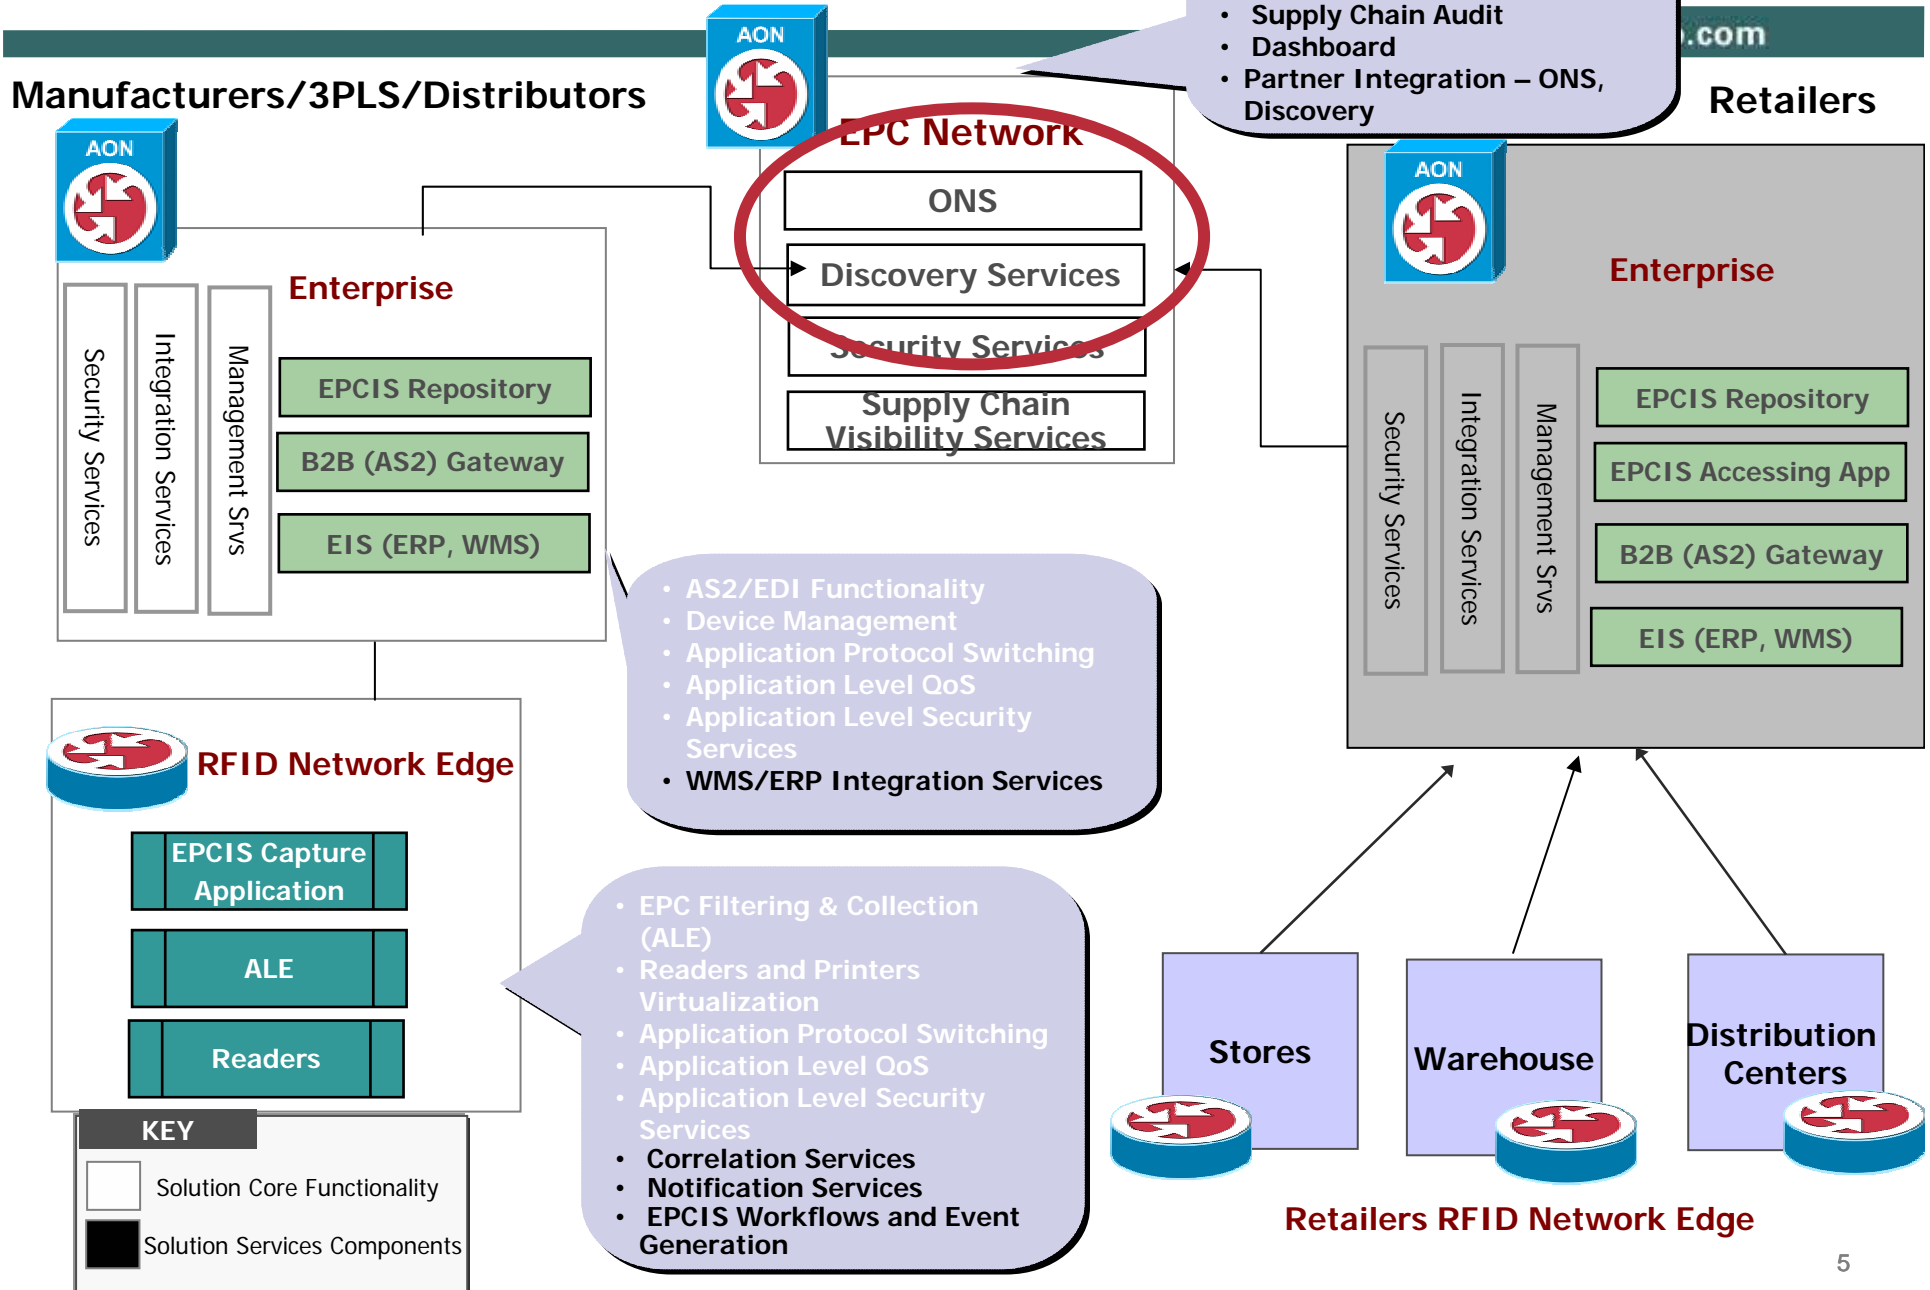 Supply Chain Audit
Dashboard
Partner Integration – ONS,
Discovery
.com
Manufacturers/3PLS/Distributors
Retailers
AON
EPC Network
ONS
Discovery Services
Security Services
Supply Chain
Visibility Services
AON
Enterprise
Security Services
Integration Services
Management Srvs
EPCIS Repository
B2B (AS2) Gateway
EIS (ERP, WMS)
AON
Enterprise
Security Services
Integration Services
Management Srvs
EPCIS Repository
EPCIS Accessing App
B2B (AS2) Gateway
EIS (ERP, WMS)
• AS2/EDI Functionality
• Device Management
• Application Protocol Switching
• Application Level QoS
• Application Level Security
Services
• WMS/ERP Integration Services
RFID Network Edge
EPCIS Capture
Application
ALE
Readers
• EPC Filtering & Collection
(ALE)
• Readers and Printers
Virtualization
• Application Protocol Switching
• Application Level QoS
• Application Level Security
Services
• Correlation Services
• Notification Services
• EPCIS Workflows and Event
Generation
Stores
Warehouse
Distribution
Centers
Retailers RFID Network Edge
KEY
Solution Core Functionality
Solution Services Components
5